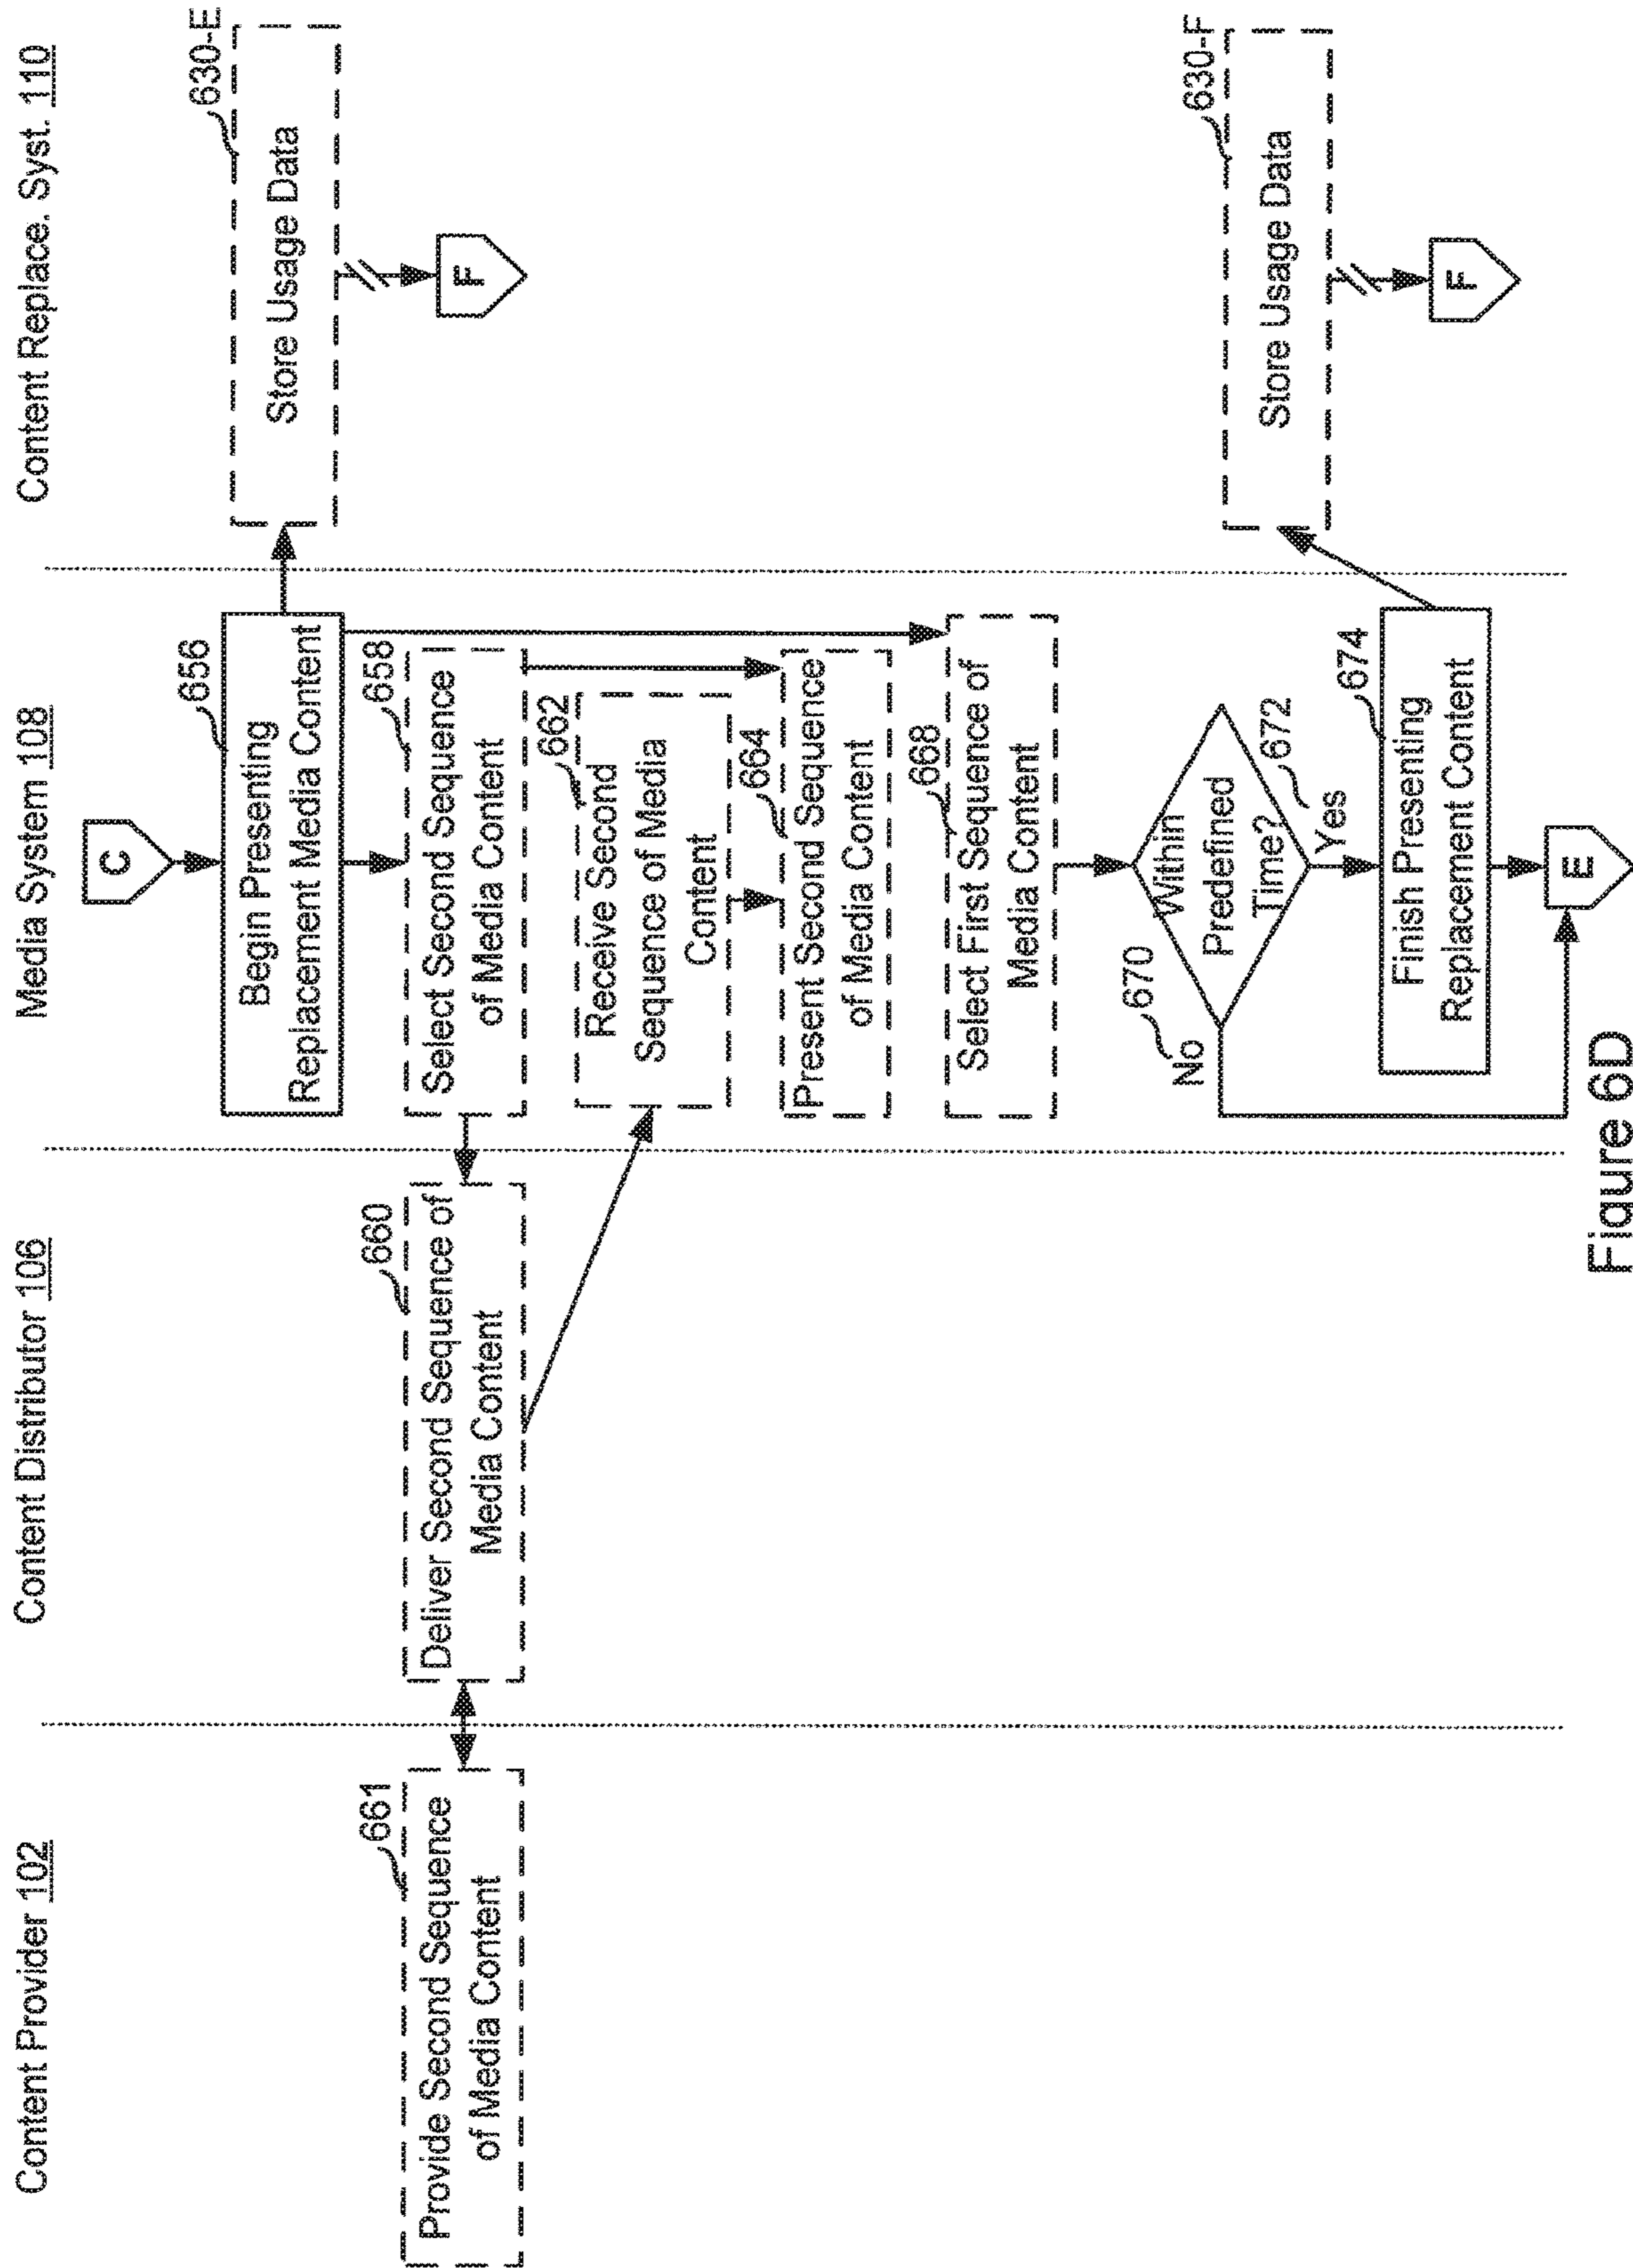 Content Provider 102
Content Distributor 106
Media System 108
Content Replace. Syst. 110
C
656
Begin Presenting
Replacement Media Content
630-E
Store Usage Data
F
661
Provide Second Sequence
of Media Content
660
Deliver Second Sequence of
Media Content
658
Select Second Sequence
of Media Content
662
Receive Second
Sequence of Media
Content
664
Present Second Sequence
of Media Content
668
Select First Sequence of
Media Content
670
No
Within
Predefined
Time?
672
Yes
674
Finish Presenting
Replacement Content
630-F
Store Usage Data
F
E
Figure 6D